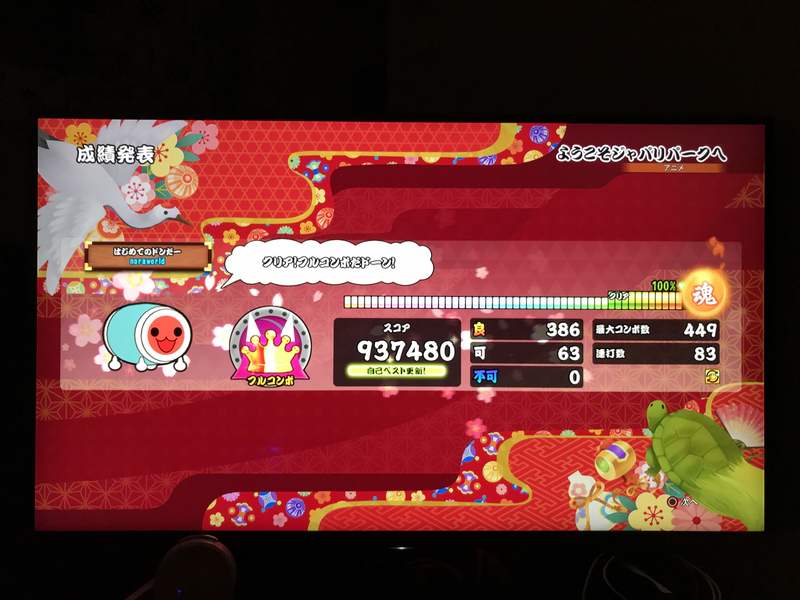 成績発表
ようこそジャパリパークへ
アニメ
はじめてのドンだー
naraworld
クリア!フルコンボだドーン!
クリア
100%
魂
フルコンボ
スコア
937480
自己ベスト更新!
良 386
可 63
不可 0
最大コンボ数 449
連打数 83
次へ